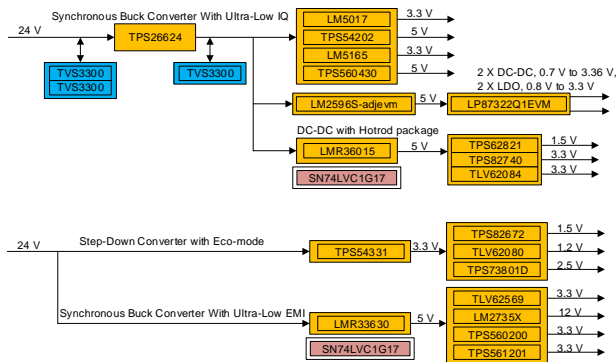 Synchronous Buck Converter With Ultra-Low IQ
24 V
TPS26624
TVS3300
TVS3300
TVS3300
LM5017
3.3 V
TPS54202
5 V
LM5165
3.3 V
TPS560430
5 V
2 X DC-DC, 0.7 V to 3.36 V,
2 X LDO, 0.8 V to 3.3 V
LM2596S-adjevm
5 V
LP87322Q1EVM
DC-DC with Hotrod package
LMR36015
5 V
SN74LVC1G17
TPS62821
1.5 V
TPS82740
3.3 V
TLV62084
3.3 V
24 V
Step-Down Converter with Eco-mode
TPS54331
3.3 V
TPS82672
1.5 V
TLV62080
1.2 V
TPS73801D
2.5 V
Synchronous Buck Converter With Ultra-Low EMI
LMR33630
5 V
SN74LVC1G17
TLV62569
3.3 V
LM2735X
12 V
TPS560200
3.3 V
TPS561201
3.3 V